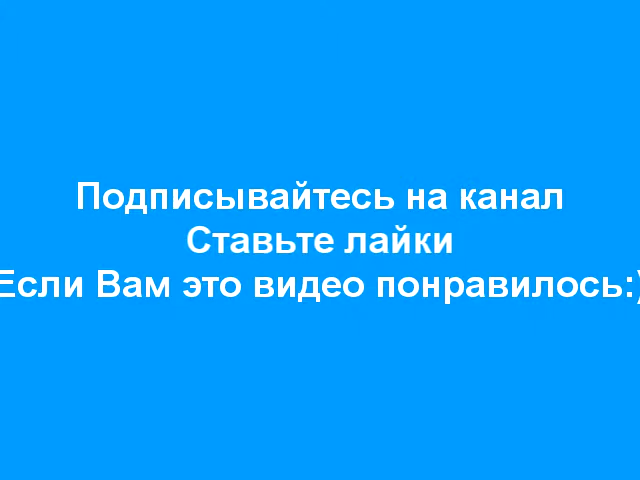 Подписывайтесь на канал
Ставьте лайки
Если Вам это видео понравилось:)